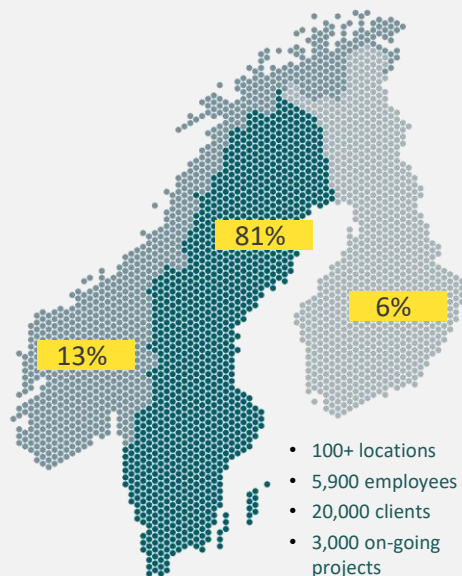 81%
6%
13%
• 100+ locations
• 5,900 employees
• 20,000 clients
• 3,000 on-going
projects